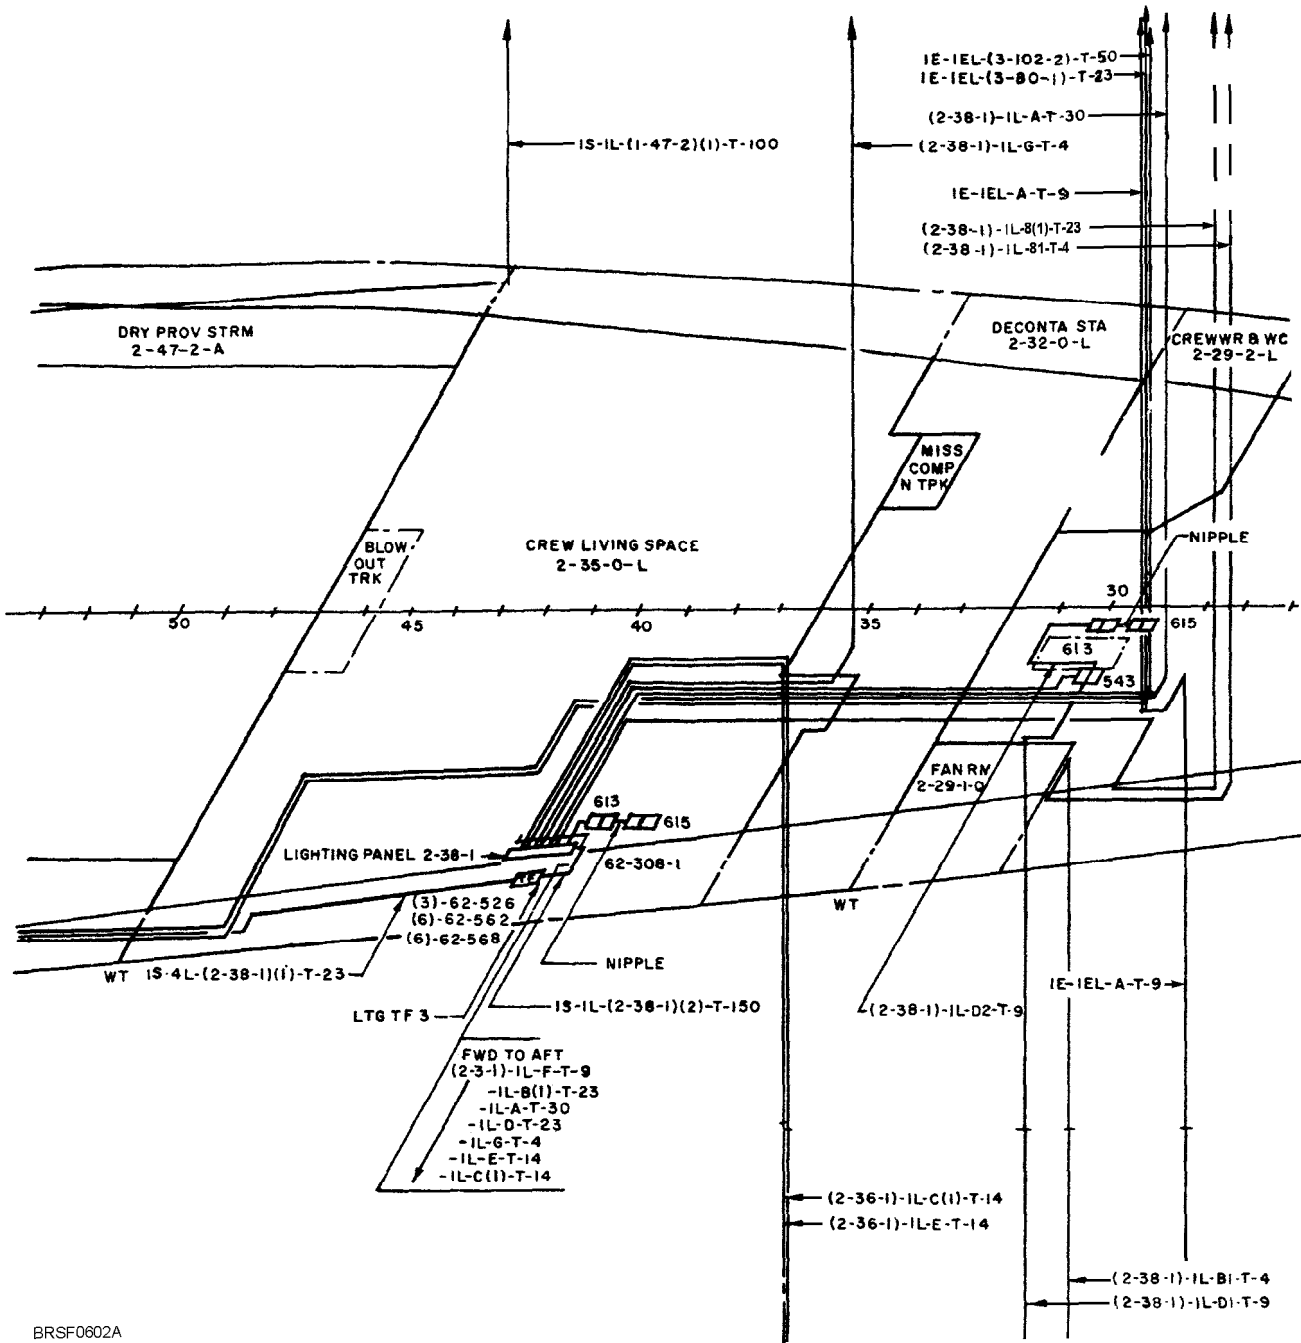 1E-1EL-(3-102-2)-T-50
1E-1EL-(3-80-1)-T-23
(2-38-1)-1L-A-T-30
1S-1L-(1-47-2)(1)-T-100
(2-38-1)-1L-G-T-4
1E-1EL-A-T-9
(2-38-1)-1L-8(1)-T-23
(2-38-1)-1L-81-T-4
DRY PROV STRM
2-47-2-A
DECONTA STA
2-32-0-L
CREW WR & WC
2-29-2-L
MISS
COMP
N TPK
BLOW
OUT
TRK
CREW LIVING SPACE
2-35-0-L
NIPPLE
50
45
40
35
30
615
613
543
FAN RM
2-29-1-Q
613
615
LIGHTING PANEL 2-38-1
62-308-1
(3)-62-526
(6)-62-562
(6)-62-568
WT
WT
1S-4L-(2-38-1)(1)-T-23
NIPPLE
1E-1EL-A-T-9
LTG TF 3
1S-1L-(2-38-1)(2)-T-150
(2-38-1)-1L-D2-T-9
FWD TO AFT
(2-3-1)-1L-F-T-9
-1L-B(1)-T-23
-1L-A-T-30
-1L-D-T-23
-1L-G-T-4
-1L-E-T-14
-1L-C(1)-T-14
(2-36-1)-1L-C(1)-T-14
(2-36-1)-1L-E-T-14
(2-38-1)-1L-B1-T-4
(2-38-1)-1L-D1-T-9
BRSF0602A